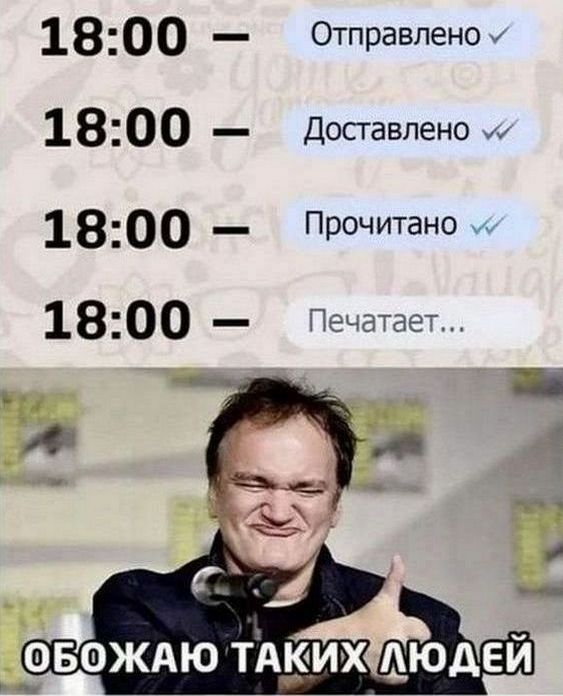 18:00 — Отправлено
18:00 — Доставлено
18:00 — Прочитано
18:00 — Печатает...
ОБОЖАЮ ТАКИХ ЛЮДЕЙ